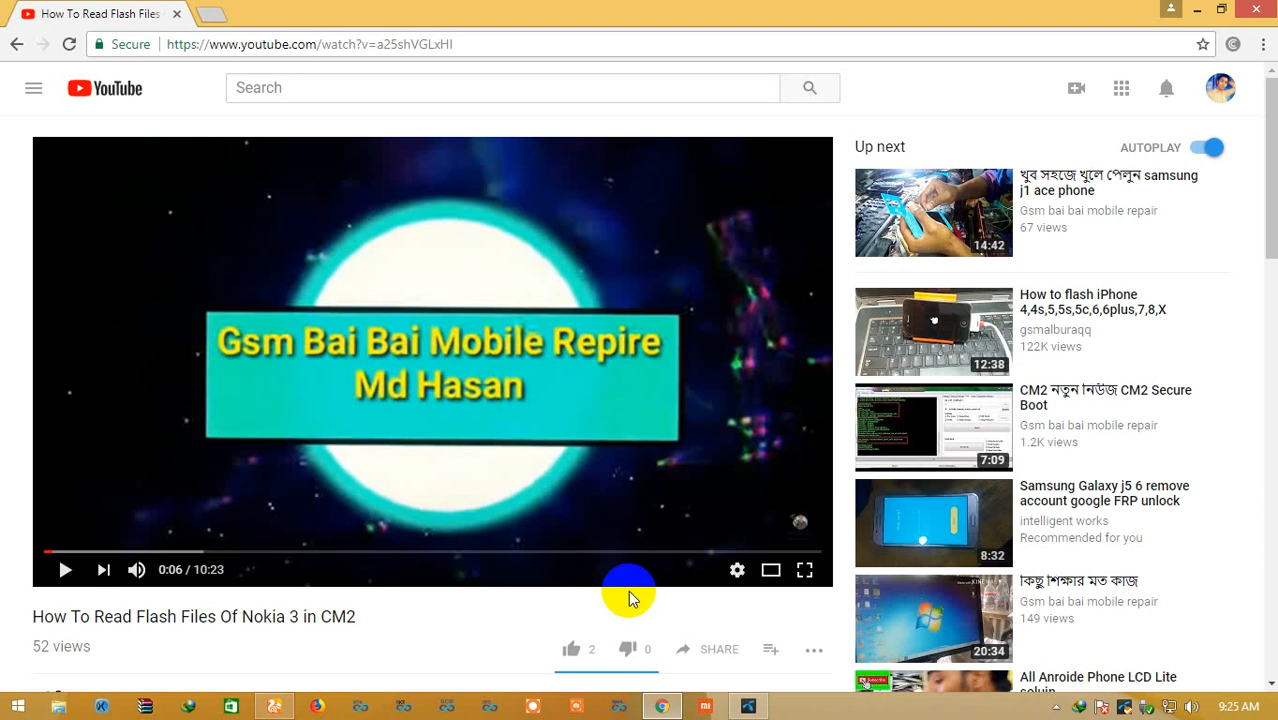 How To Read Flash Files
Secure
https://www.youtube.com/watch?v=a25shVGLxHI
YouTube
Search
Gsm Bai Bai Mobile Repire
Md Hasan
0:06 / 10:23
How To Read Flash Files Of Nokia 3 in CM2
52 views
2
0
SHARE
Up next
AUTOPLAY
খুব সহজে খুলে পেলুন samsung
j1 ace phone
Gsm bai bai mobile repair
67 views
14:42
How to flash iPhone
4,4s,5,5s,5c,6,6plus,7,8,X
gsmalburaqq
122K views
12:38
CM2 নতুন নিউজ CM2 Secure
Boot
Gsm bai bai mobile repair
1.2K views
7:09
Samsung Galaxy j5 6 remove
account google FRP unlock
intelligent works
Recommended for you
8:32
কিছু শিক্ষার মত কাজ
Gsm bai bai mobile repair
149 views
20:34
All Anroide Phone LCD Lite
9:25 AM